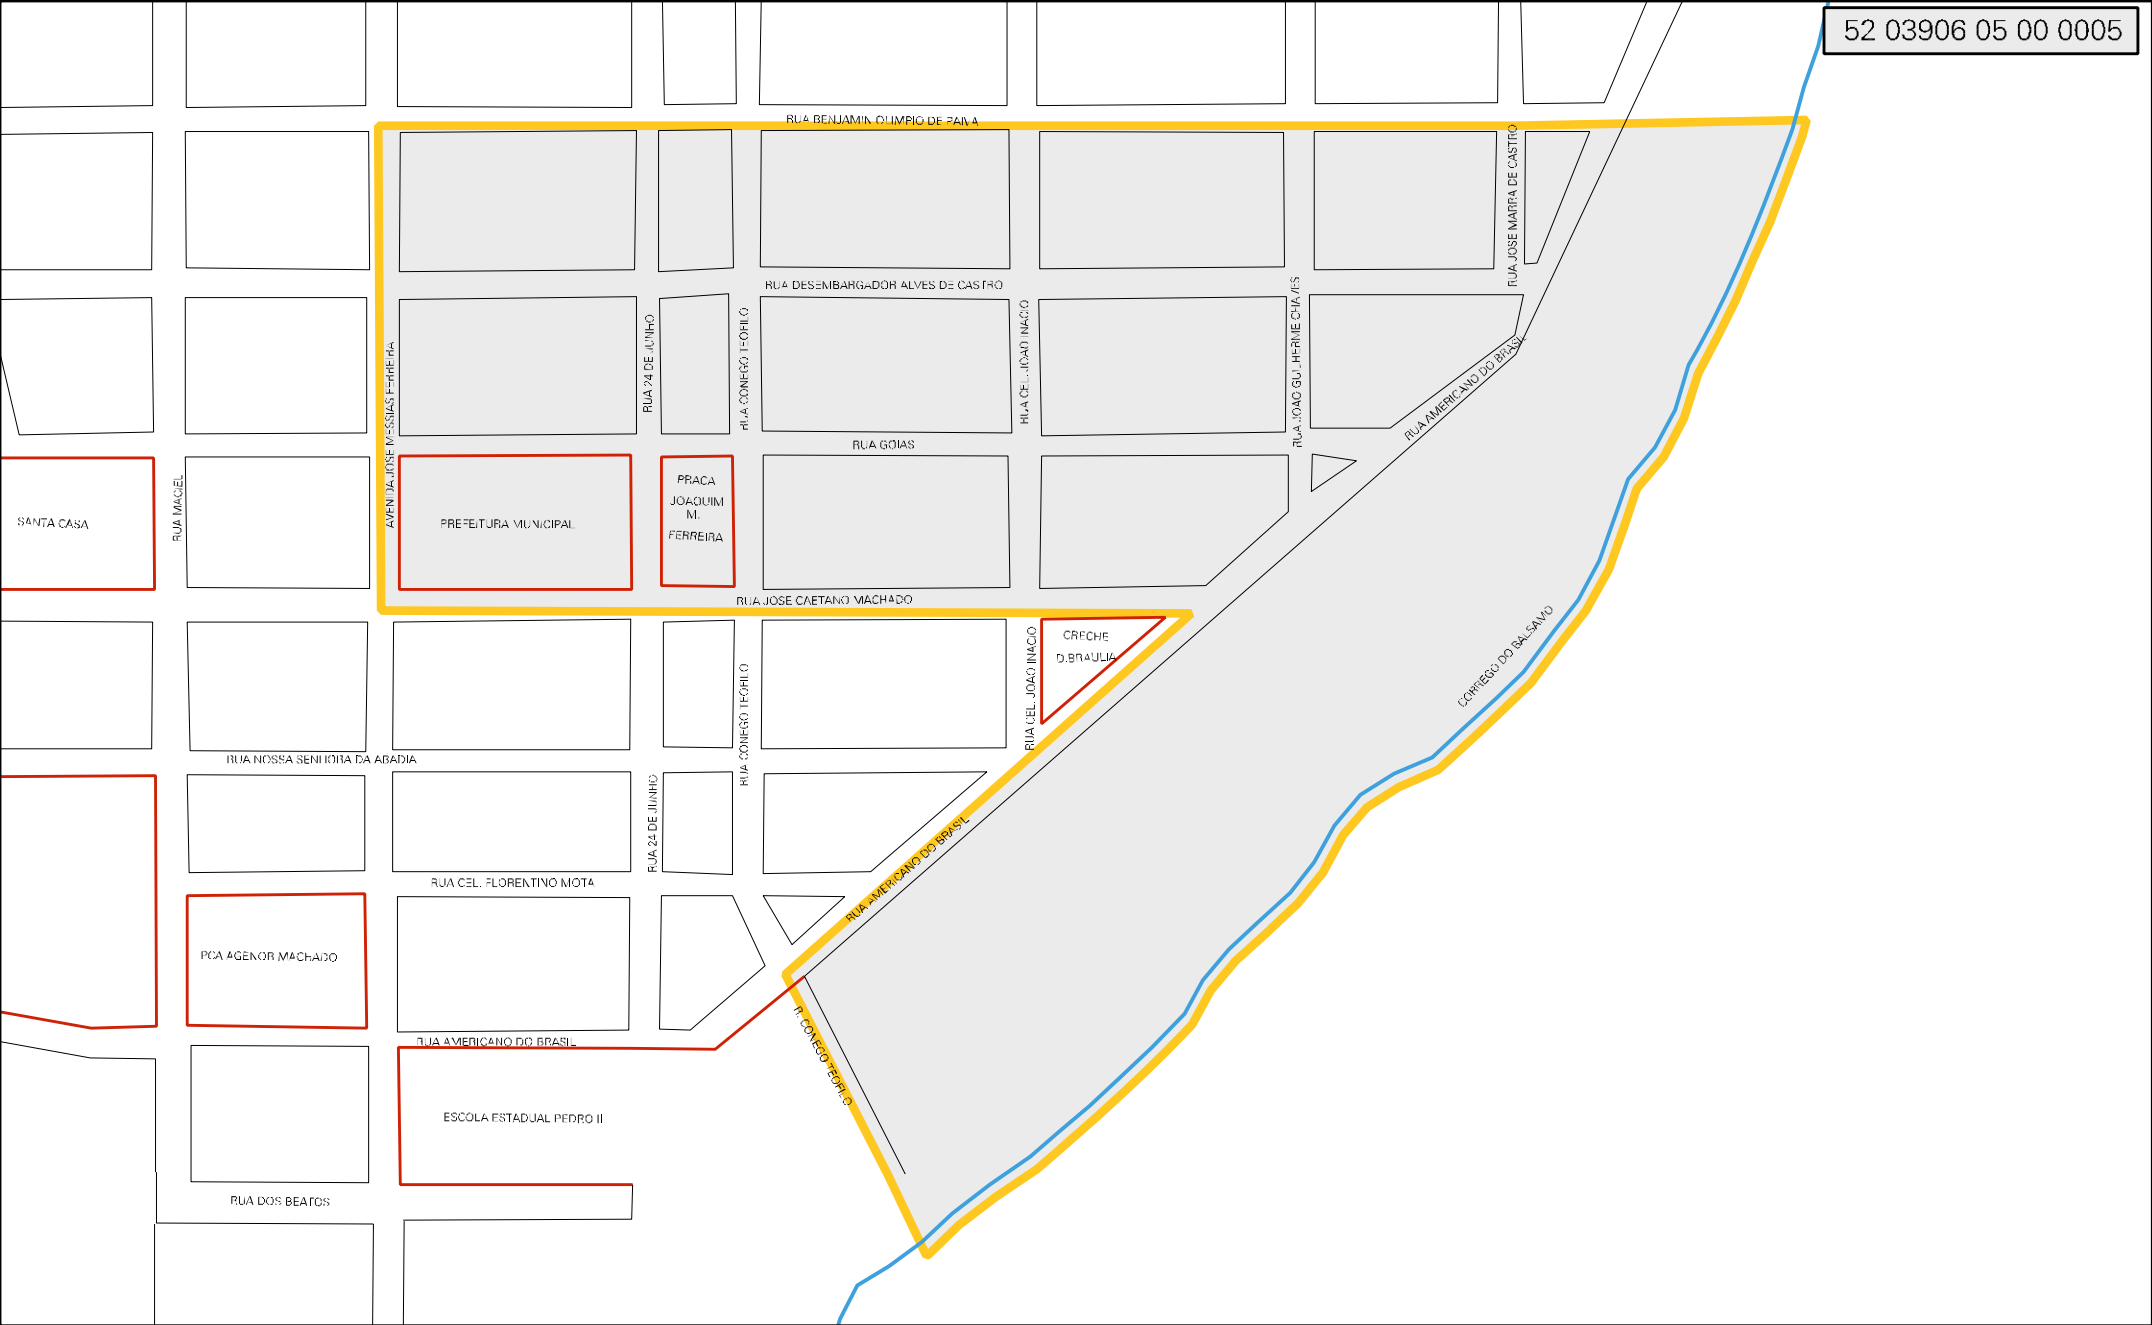 52 03906 05 00 0005
RUA BENJAMIN OLIMPIO DE PAIVA
RUA JOSE MARRA DE CASTRO
RUA DESEMBARGADOR ALVES DE CASTRO
AVENIDA JOSE MESSIAS FERREIRA
RUA 24 DE JUNHO
RUA CONEGO TEOFILO
RUA CEL. JOAO INACIO
RUA JOAO GUILHERME CHAVES
RUA AMERICANO DO BRASIL
RUA GOIAS
RUA MACIEL
SANTA CASA
PREFEITURA MUNICIPAL
PRACA
JOAQUIM
M.
FERREIRA
RUA JOSE CAETANO MACHADO
CRECHE
D.BRAULIA
RUA CEL. JOAO INACIO
CORREGO DO BALSAMO
RUA CONEGO TEOFILO
RUA NOSSA SENHORA DA ABADIA
RUA 24 DE JUNHO
RUA AMERICANO DO BRASIL
RUA CEL. FLORENTINO MOTA
PCA AGENOR MACHADO
R. CONEGO TEOFILO
RUA AMERICANO DO BRASIL
ESCOLA ESTADUAL PEDRO II
RUA DOS BEATOS